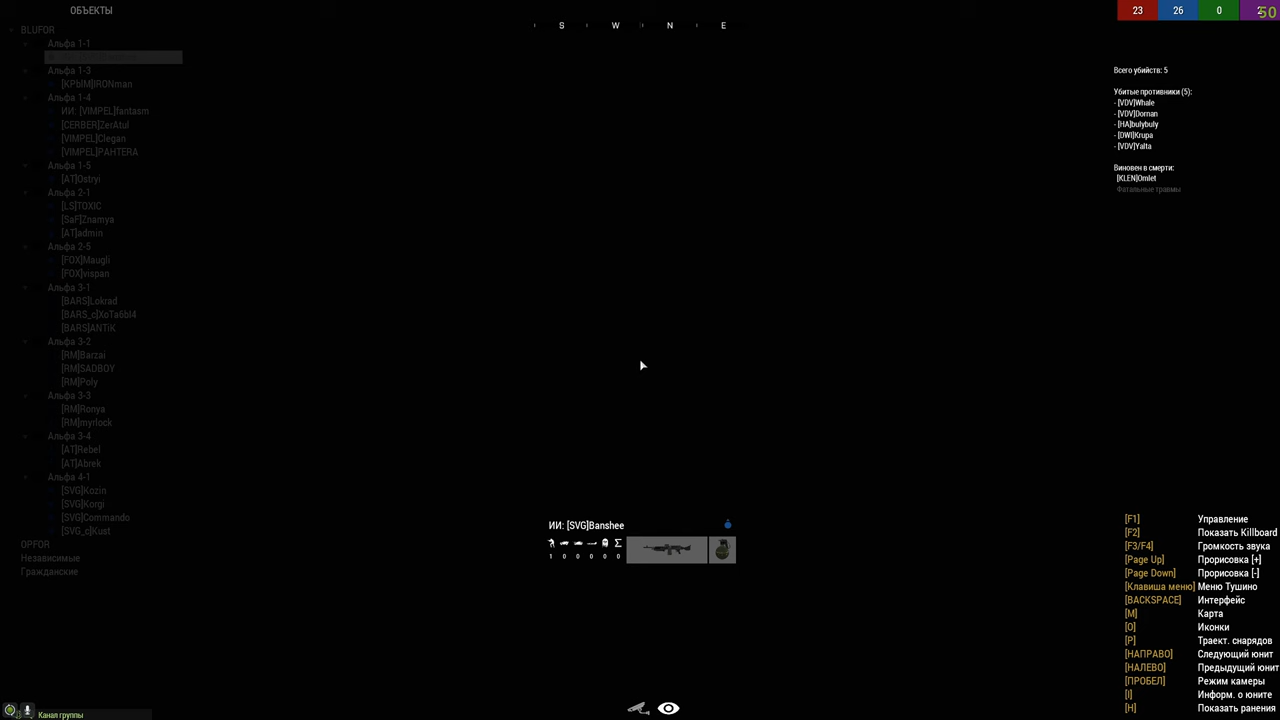 ОБЪЕКТЫ
BLUFOR
Альфа 1-1
Альфа 1-3
[КРЫМ]IRONman
Альфа 1-4
ИИ: [VIMPEL]fantasm
[CERBER]ZerAtul
[VIMPEL]Clegan
[VIMPEL]PAHTERA
Альфа 1-5
[AT]Ostryi
Альфа 2-1
[LS]TOXIC
[SaF]Znamya
[AT]admin
Альфа 2-5
[FOX]Maugli
[FOX]vispan
Альфа 3-1
[BARS]Lokrad
[BARS_c]XoTa6bI4
[BARS]ANTiK
Альфа 3-2
[RM]Barzai
[RM]SADBOY
[RM]Poly
Альфа 3-3
[RM]Ronya
[RM]myrlock
Альфа 3-4
[AT]Rebel
[AT]Abrek
Альфа 4-1
[SVG]Kozin
[SVG]Korgi
[SVG]Commando
[SVG_c]Kust
OPFOR
Независимые
Гражданские
S W N E
23 26 0
50
Всего убийств: 5
Убитые противники (5):
- [VDV]Whale
- [VDV]Dornan
- [HA]bulybuly
- [DWI]Krupa
- [VDV]Yalta
Виновен в смерти:
[KLEN]Omlet
Фатальные травмы
ИИ: [SVG]Banshee
1 0 0 0 0 0
[F1] Управление
[F2] Показать Killboard
[F3/F4] Громкость звука
[Page Up] Прорисовка [+]
[Page Down] Прорисовка [-]
[Клавиша меню] Меню Тушино
[BACKSPACE] Интерфейс
[M] Карта
[O] Иконки
[P] Траект. снарядов
[НАПРАВО] Следующий юнит
[НАЛЕВО] Предыдущий юнит
[ПРОБЕЛ] Режим камеры
[I] Информ. о юните
[H] Показать ранения
Канал группы